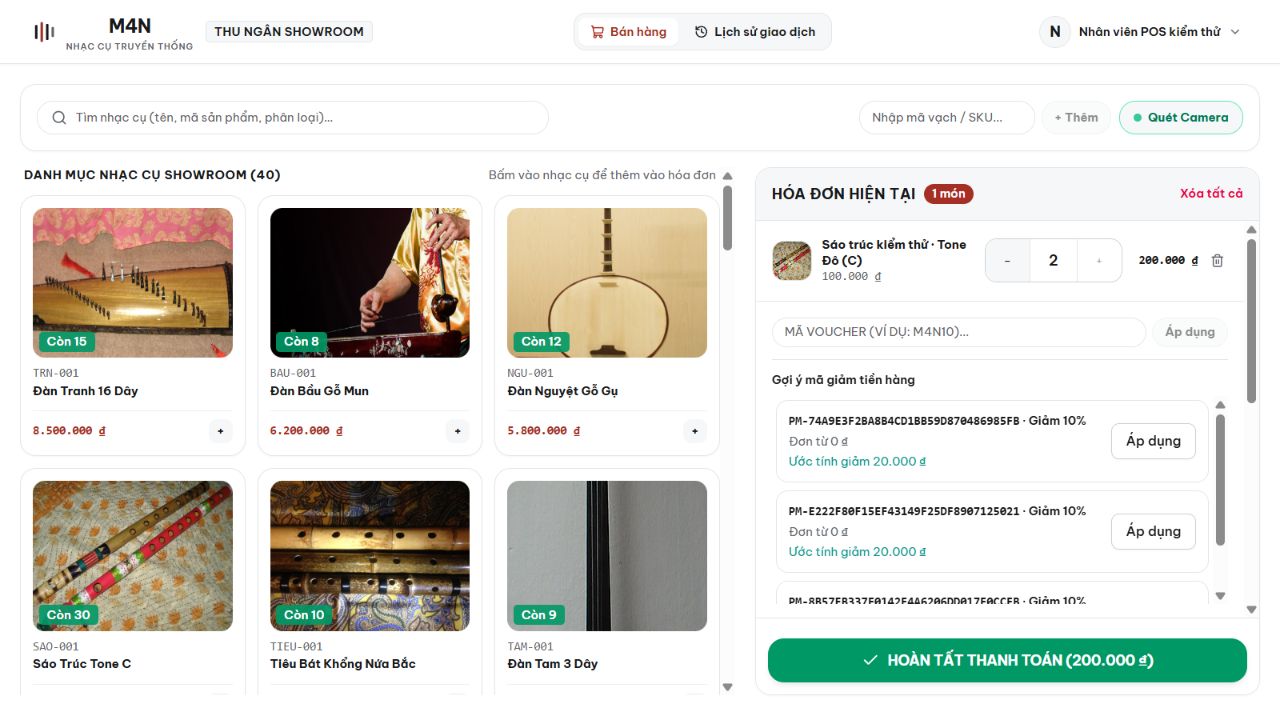 M4N
NHẠC CỤ TRUYỀN THỐNG
THU NGÂN SHOWROOM
Bán hàng
Lịch sử giao dịch
N
Nhân viên POS kiểm thử
Tìm nhạc cụ (tên, mã sản phẩm, phân loại)...
Nhập mã vạch / SKU...
+ Thêm
Quét Camera
DANH MỤC NHẠC CỤ SHOWROOM (40)
Bấm vào nhạc cụ để thêm vào hóa đơn
Còn 15
TRN-001
Đàn Tranh 16 Dây
8.500.000 ₫
+
Còn 8
BAU-001
Đàn Bầu Gỗ Mun
6.200.000 ₫
+
Còn 12
NGU-001
Đàn Nguyệt Gỗ Gụ
5.800.000 ₫
+
Còn 30
SAO-001
Sáo Trúc Tone C
Còn 10
TIEU-001
Tiêu Bát Khổng Nứa Bắc
Còn 9
TAM-001
Đàn Tam 3 Dây
HÓA ĐƠN HIỆN TẠI
1 món
Xóa tất cả
Sáo trúc kiểm thử · Tone
Đô (C)
100.000 ₫
-
2
+
200.000 ₫
MÃ VOUCHER (VÍ DỤ: M4N10)...
Áp dụng
Gợi ý mã giảm tiền hàng
PM-74A9E3F2BA8B4CD1BB59D870486985FB · Giảm 10%
Đơn từ 0 ₫
Ước tính giảm 20.000 ₫
Áp dụng
PM-E222F80F15EF43149F25DF8907125021 · Giảm 10%
Đơn từ 0 ₫
Ước tính giảm 20.000 ₫
Áp dụng
PM-8B57FB337F0142F4A6206DD017F0CCFB · Giảm 10%
HOÀN TẤT THANH TOÁN (200.000 ₫)